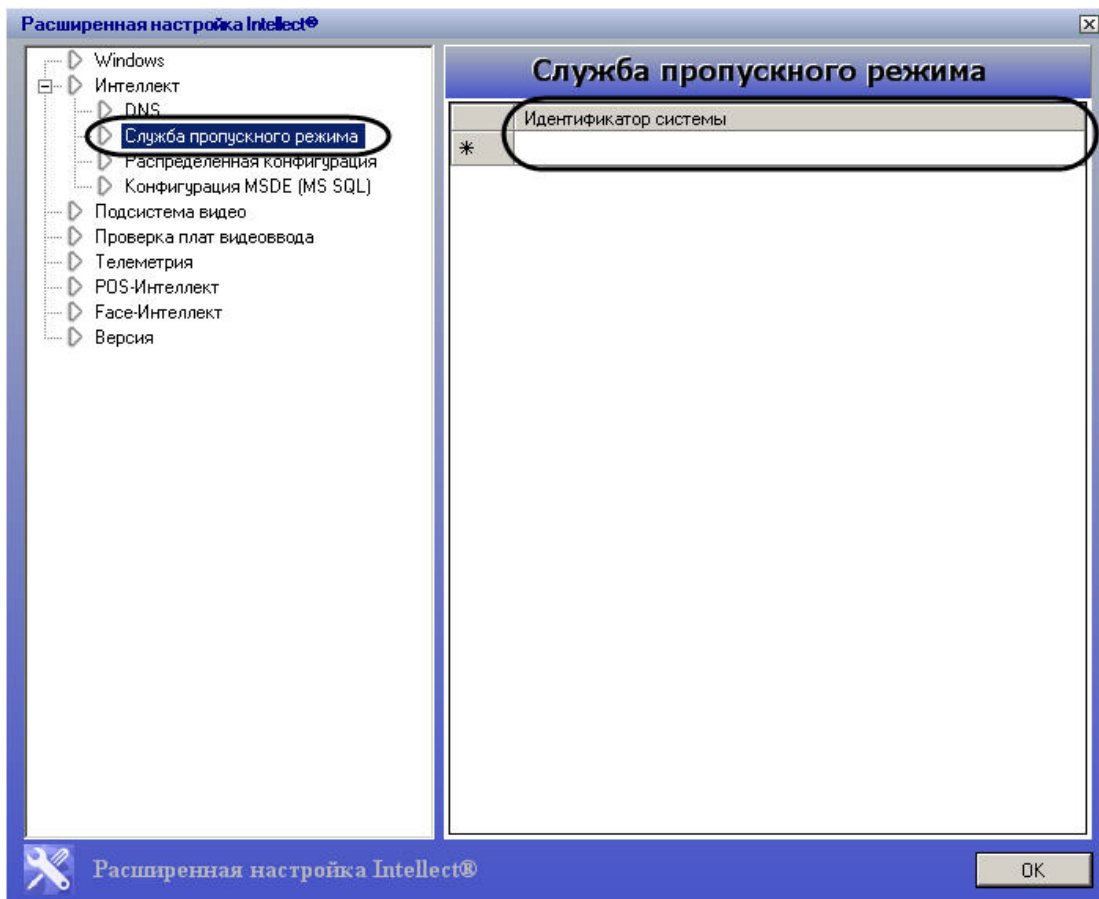 Расширенная настройка Intellect®
Windows
Интеллект
DNS
Служба пропускного режима
Распределенная конфигурация
Конфигурация MSDE (MS SQL)
Подсистема видео
Проверка плат видеоввода
Телеметрия
POS-Интеллект
Face-Интеллект
Версия
Служба пропускного режима
Идентификатор системы
*
Расширенная настройка Intellect®
OK